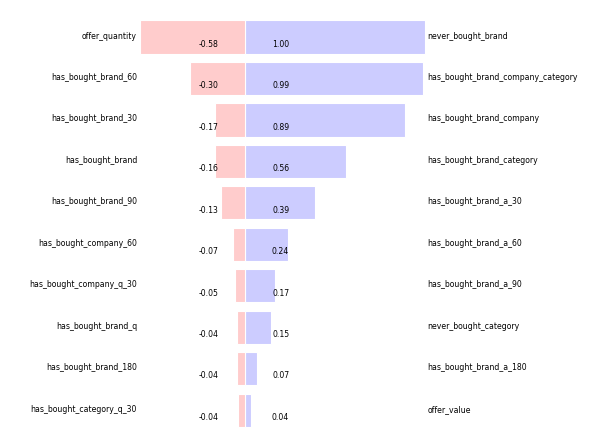 offer_quantity -0.58 1.00 never_bought_brand
has_bought_brand_60 -0.30 0.99 has_bought_brand_company_category
has_bought_brand_30 -0.17 0.89 has_bought_brand_company
has_bought_brand -0.16 0.56 has_bought_brand_category
has_bought_brand_90 -0.13 0.39 has_bought_brand_a_30
has_bought_company_60 -0.07 0.24 has_bought_brand_a_60
has_bought_company_q_30 -0.05 0.17 has_bought_brand_a_90
has_bought_brand_q -0.04 0.15 never_bought_category
has_bought_brand_180 -0.04 0.07 has_bought_brand_a_180
has_bought_category_q_30 -0.04 0.04 offer_value